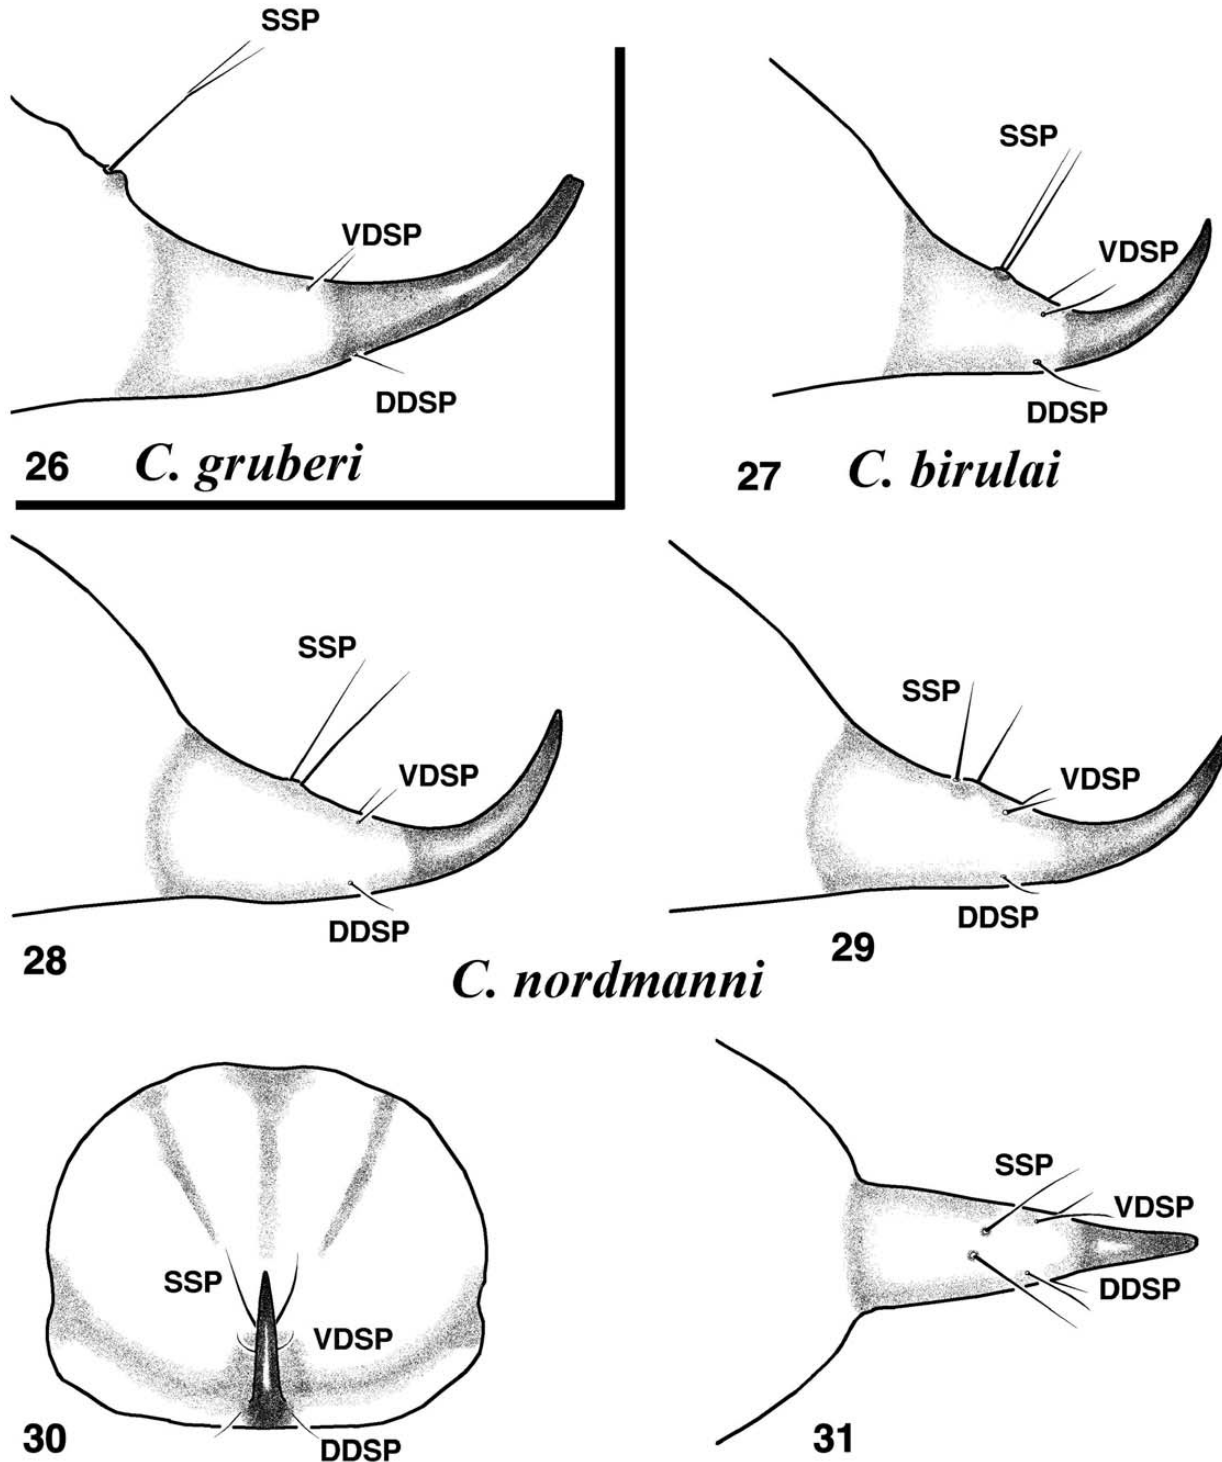 SSP
VDSP
DDSP
26 C. gruberi
SSP
VDSP
DDSP
27 C. birulai
SSP
VDSP
DDSP
28
SSP
VDSP
DDSP
29
C. nordmanni
SSP
VDSP
DDSP
30
SSP
VDSP
DDSP
31